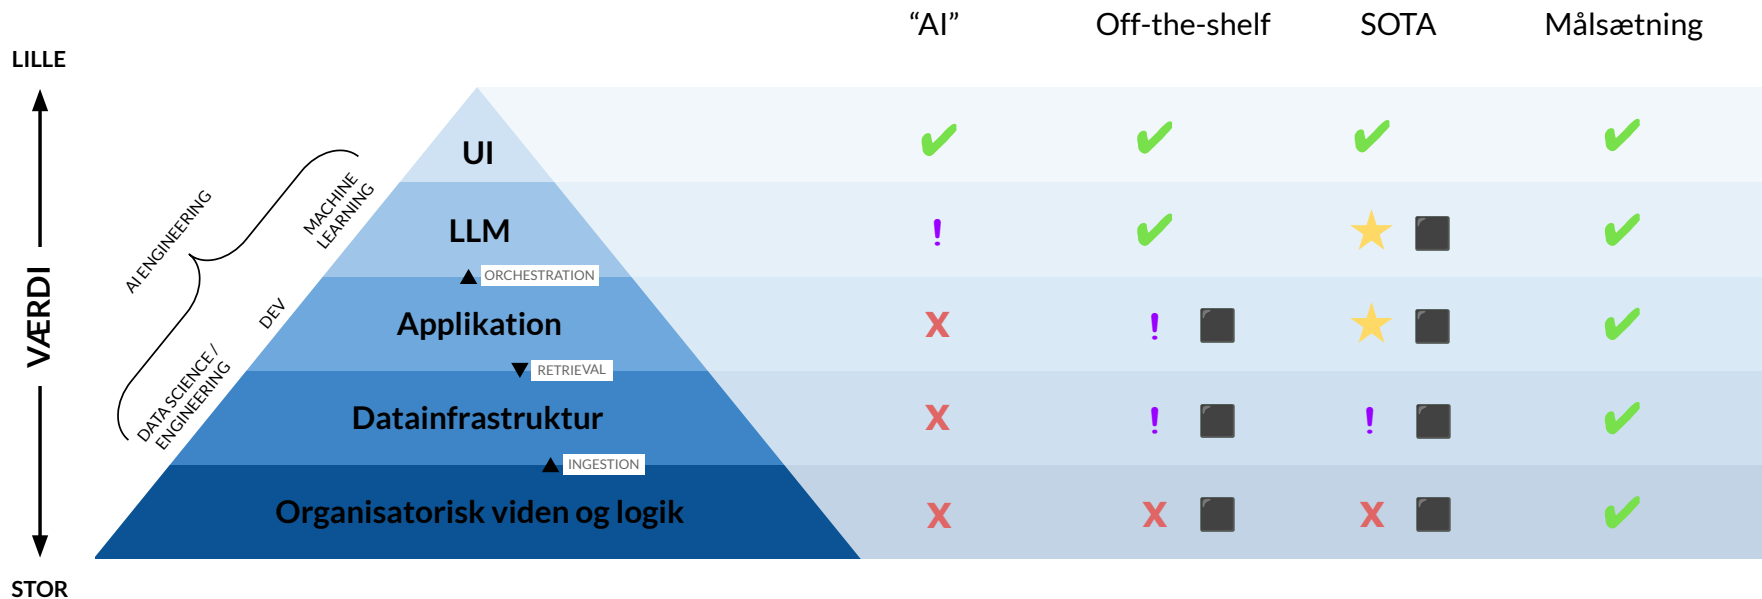 “AI” Off-the-shelf SOTA Målsætning
LILLE
UI
MACHINE
LEARNING
AI ENGINEERING
LLM
!
ORCHESTRATION
DEV
Applikation
X !
VÆRDI
RETRIEVAL
DATA SCIENCE /
ENGINEERING
Datainfrastruktur
X ! !
INGESTION
Organisatorisk viden og logik
X X X
STOR